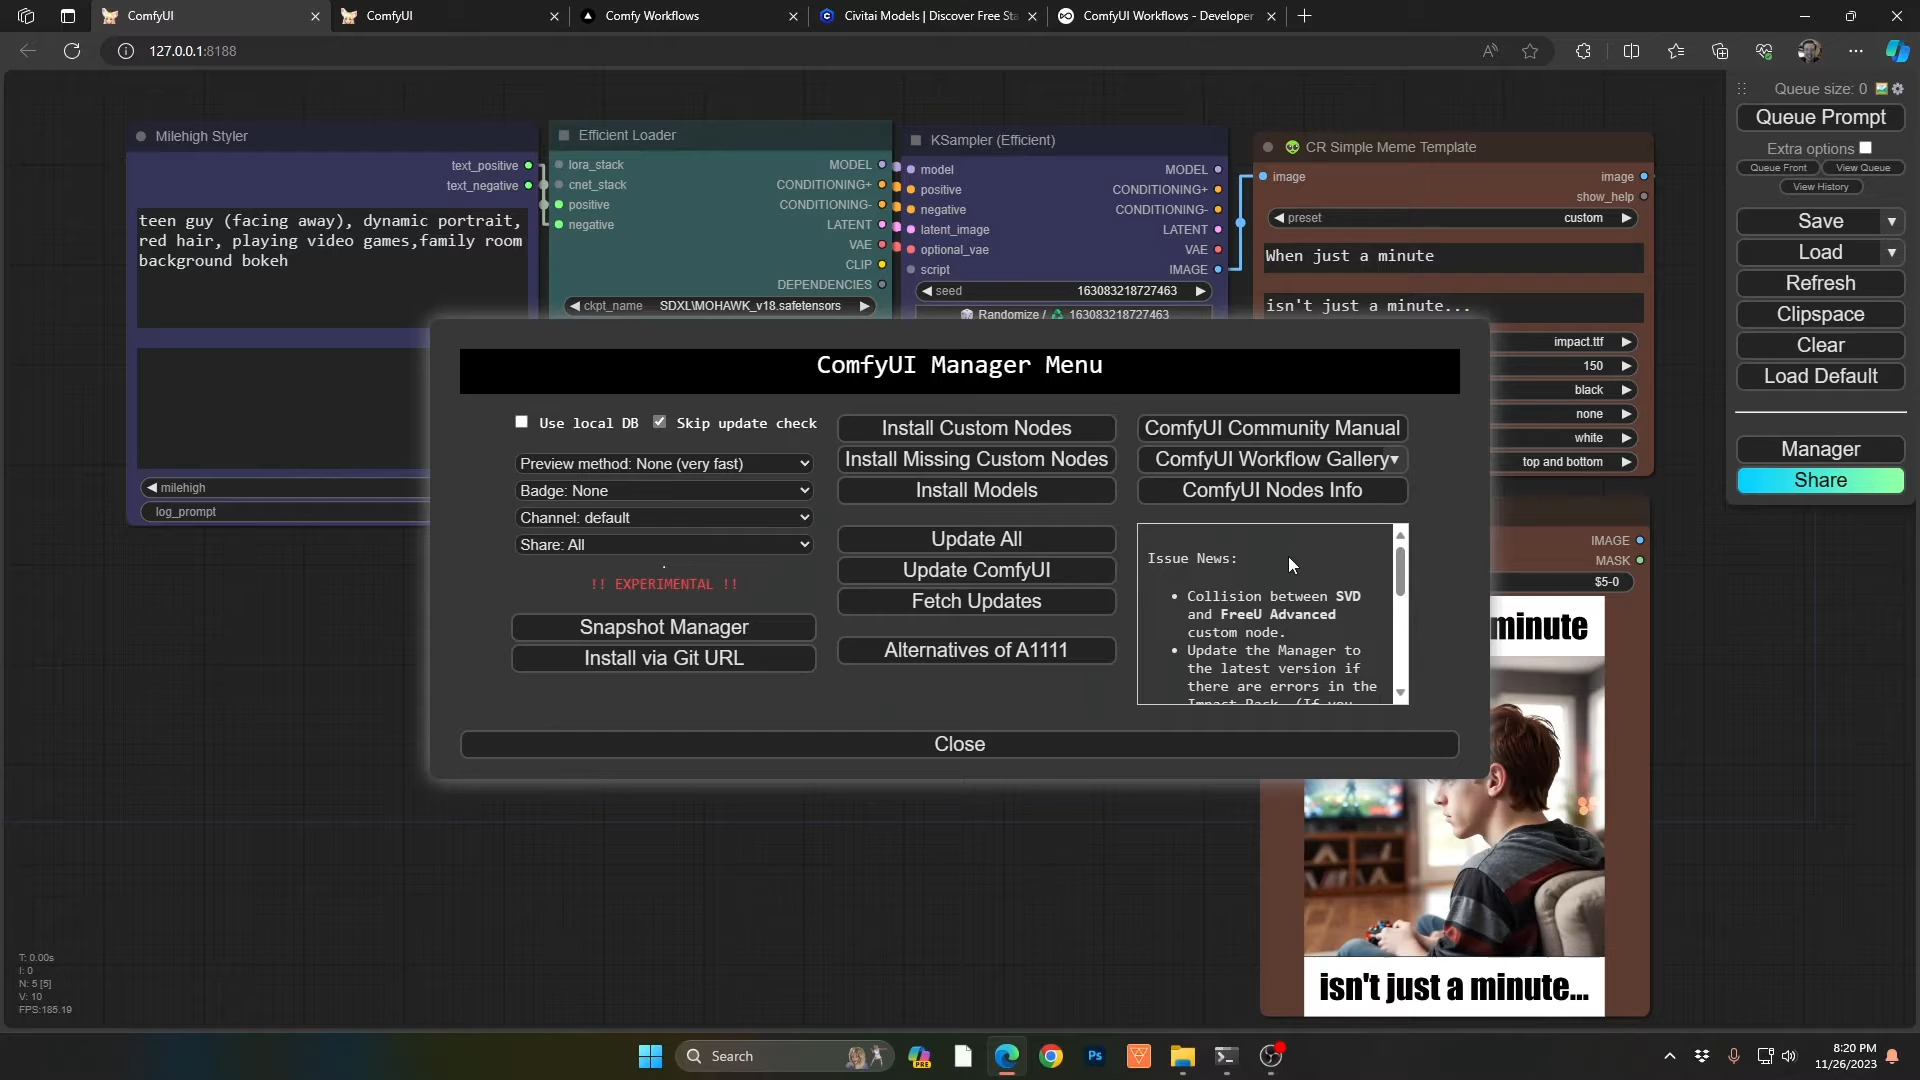 ComfyUI
ComfyUI
Comfy Workflows
Civitai Models | Discover Free Sta
ComfyUI Workflows - Developer
127.0.0.1:8188
Milehigh Styler
text_positive
text_negative
teen guy (facing away), dynamic portrait,
red hair, playing video games,family room
background bokeh
milehigh
log_prompt
Efficient Loader
lora_stack MODEL
cnet_stack CONDITIONING+
positive CONDITIONING-
negative LATENT
VAE
CLIP
DEPENDENCIES
ckpt_name SDXL\MOHAWK_v18.safetensors
KSampler (Efficient)
model MODEL
positive CONDITIONING+
negative CONDITIONING-
latent_image LATENT
optional_vae VAE
script IMAGE
seed 163083218727463
Randomize / 163083218727463
CR Simple Meme Template
image image
show_help
preset custom
When just a minute
isn't just a minute...
impact.ttf
150
black
none
white
top and bottom
Queue size: 0
Queue Prompt
Extra options
Queue Front View Queue
View History
Save
Load
Refresh
Clipspace
Clear
Load Default
Manager
Share
ComfyUI Manager Menu
Use local DB Skip update check
Preview method: None (very fast)
Badge: None
Channel: default
Share: All
.
!! EXPERIMENTAL !!
Snapshot Manager
Install via Git URL
Install Custom Nodes
Install Missing Custom Nodes
Install Models
Update All
Update ComfyUI
Fetch Updates
Alternatives of A1111
ComfyUI Community Manual
ComfyUI Workflow Gallery
ComfyUI Nodes Info
Issue News:
• Collision between SVD
and FreeU Advanced
custom node.
• Update the Manager to
the latest version if
there are errors in the
Impact Pack. (If you
Close
IMAGE
MASK
$5-0
minute
isn't just a minute...
T: 0.00s
I: 0
N: 5 [5]
V: 10
FPS:185.19
Search
PRE
Ps
8:20 PM
11/26/2023